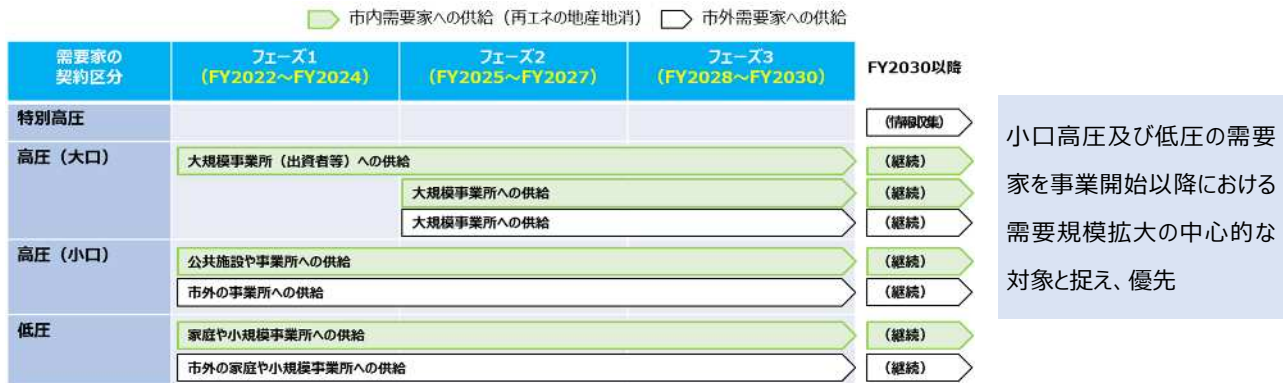 市内需要家への供給（再エネの地産地消） 市外需要家への供給
需要家の
契約区分
フェーズ1
（FY2022～FY2024）
フェーズ2
（FY2025～FY2027）
フェーズ3
（FY2028～FY2030）
FY2030以降
特別高圧
（情報収集）
高圧（大口）
大規模事業所（出資者等）への供給
（継続）
大規模事業所への供給
（継続）
大規模事業所への供給
（継続）
高圧（小口）
公共施設や事業所への供給
（継続）
市外の事業所への供給
（継続）
低圧
家庭や小規模事業所への供給
（継続）
市外の家庭や小規模事業所への供給
（継続）
小口高圧及び低圧の需要
家を事業開始以降における
需要規模拡大の中心的な
対象と捉え、優先